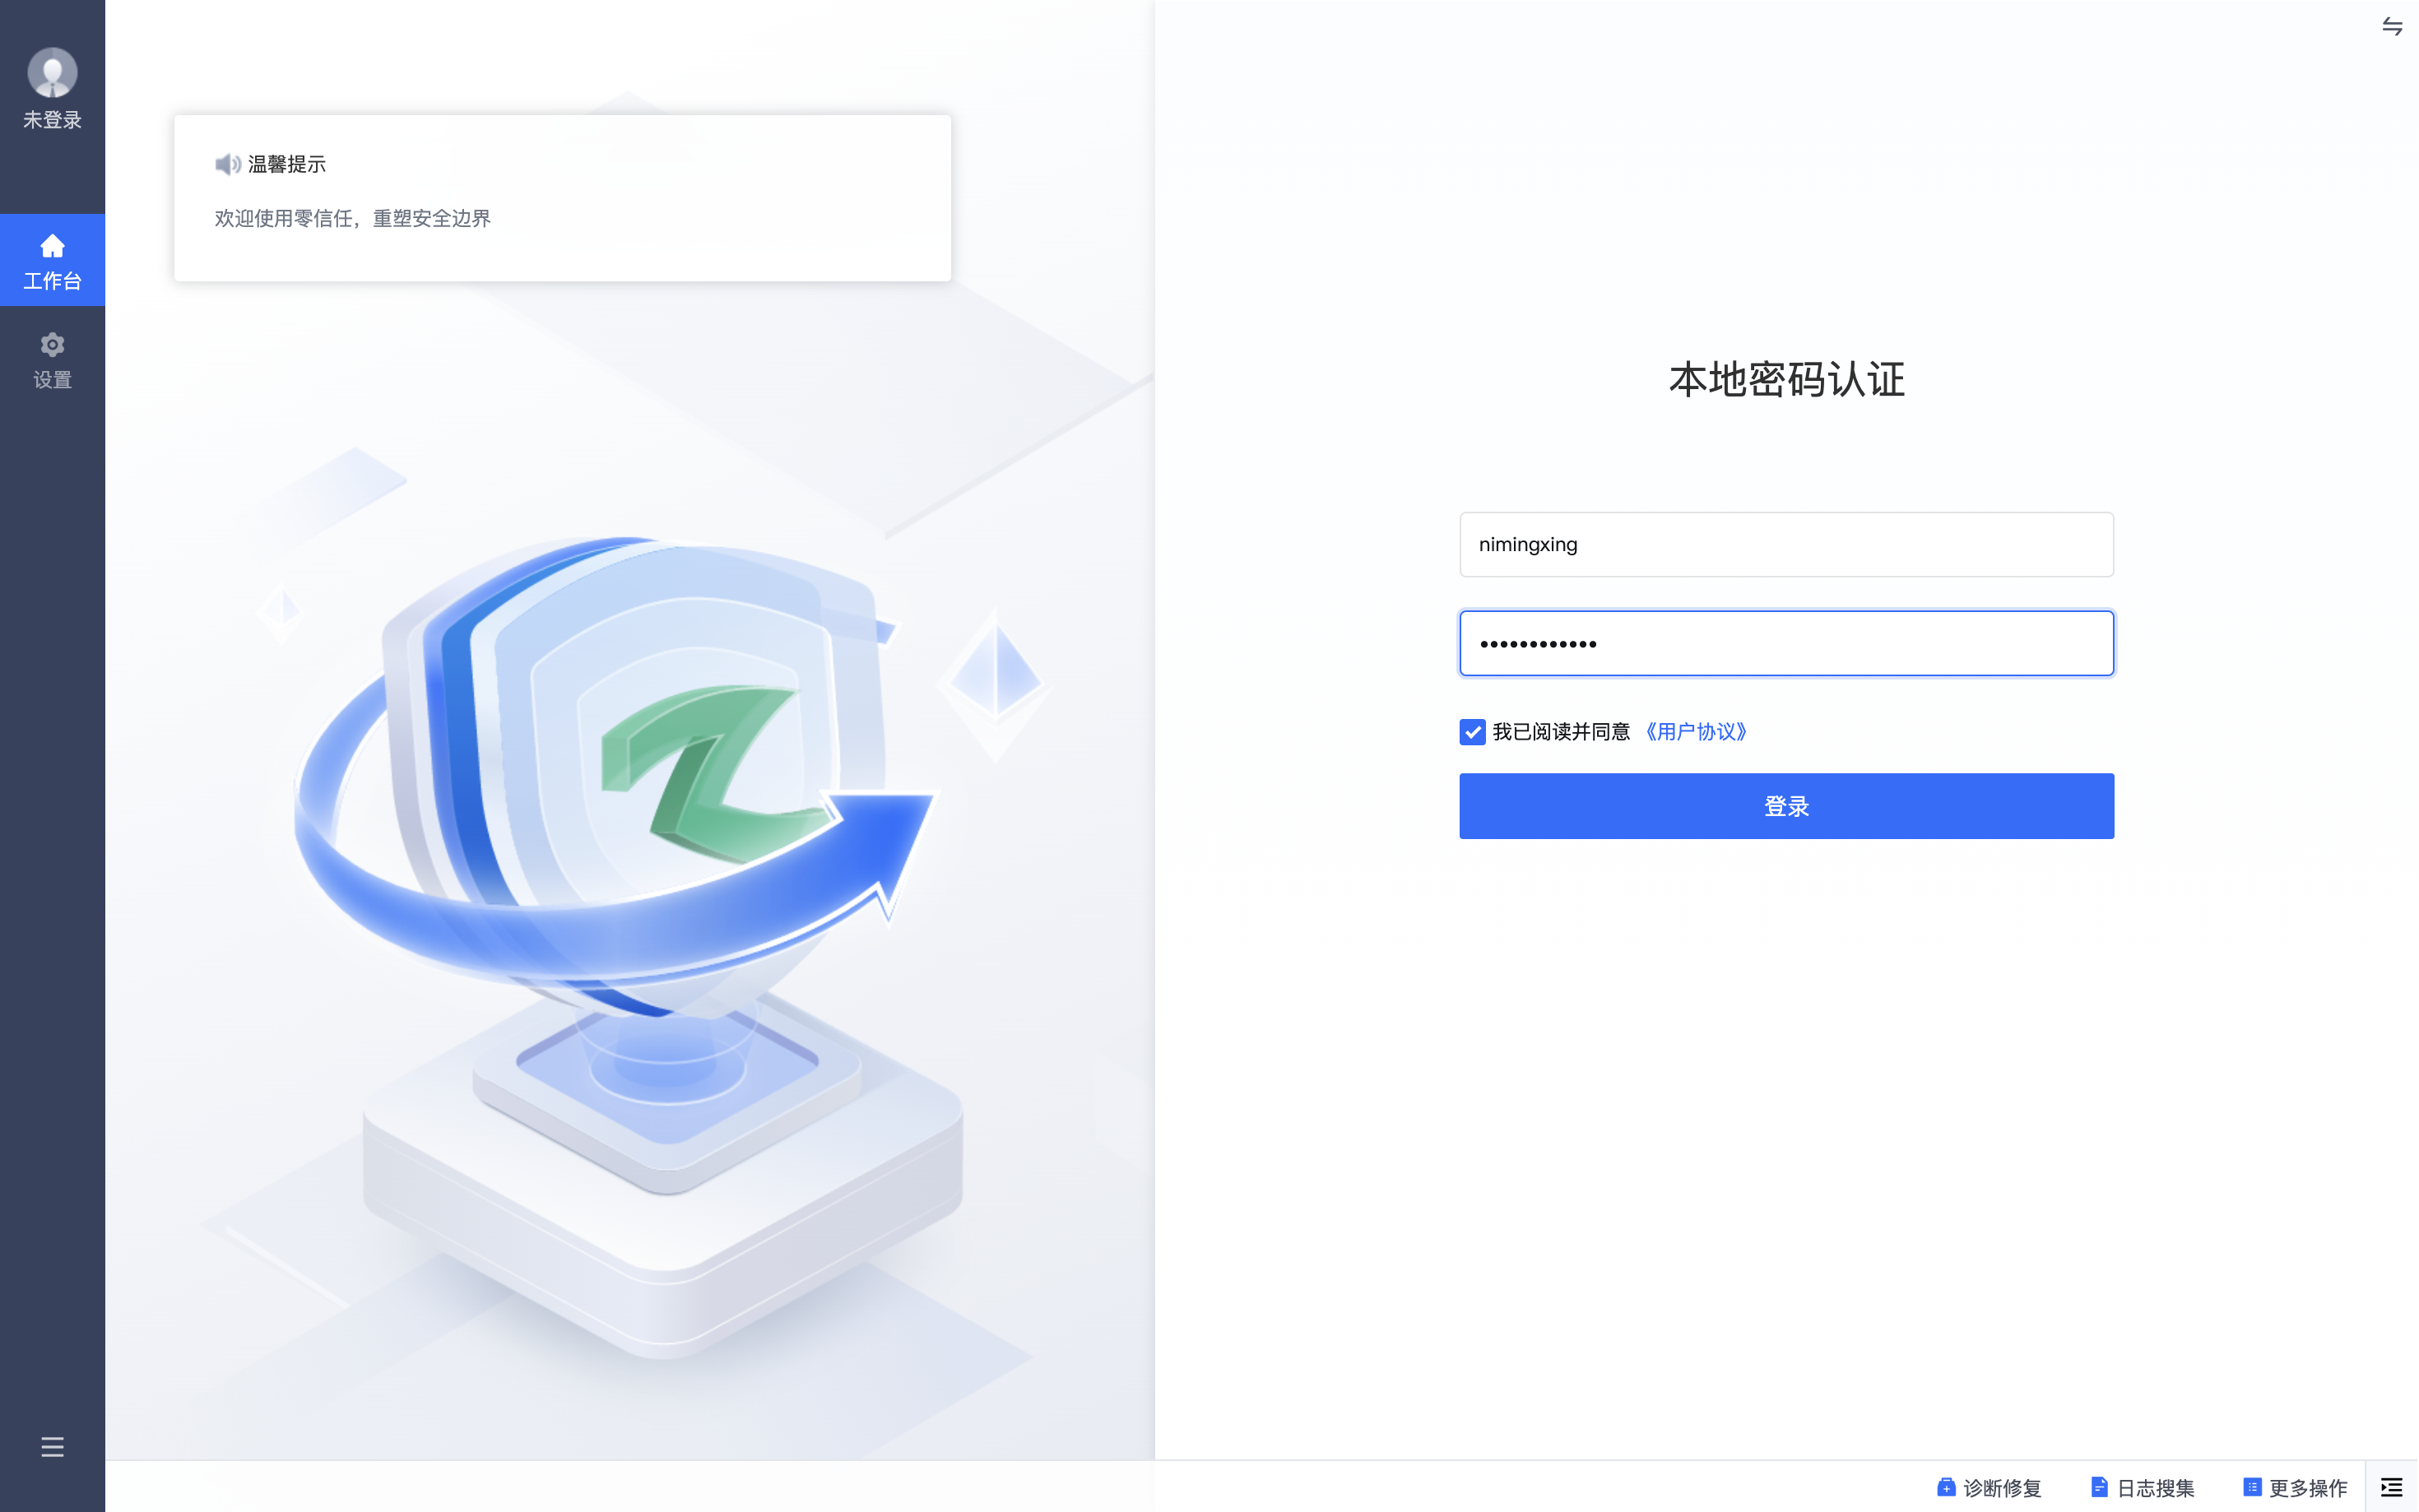 未登录
工作台
设置
温馨提示
欢迎使用零信任，重塑安全边界
本地密码认证
nimingxing
••••••••••••
我已阅读并同意 《用户协议》
登录
诊断修复 日志搜集 更多操作